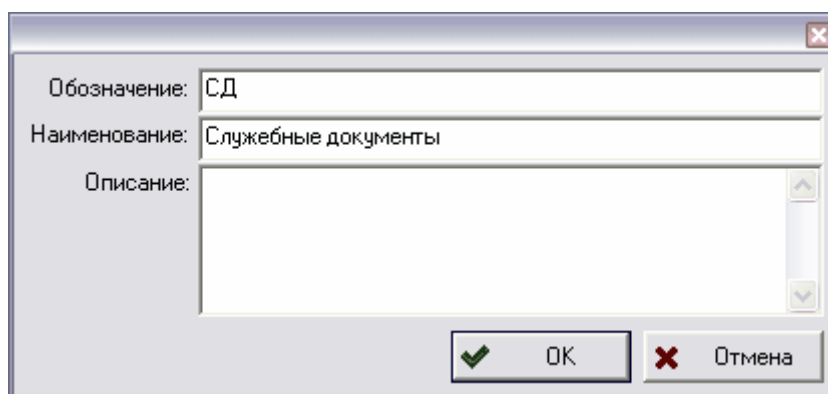 Обозначение: СД
Наименование: Служебные документы
Описание:
OK Отмена